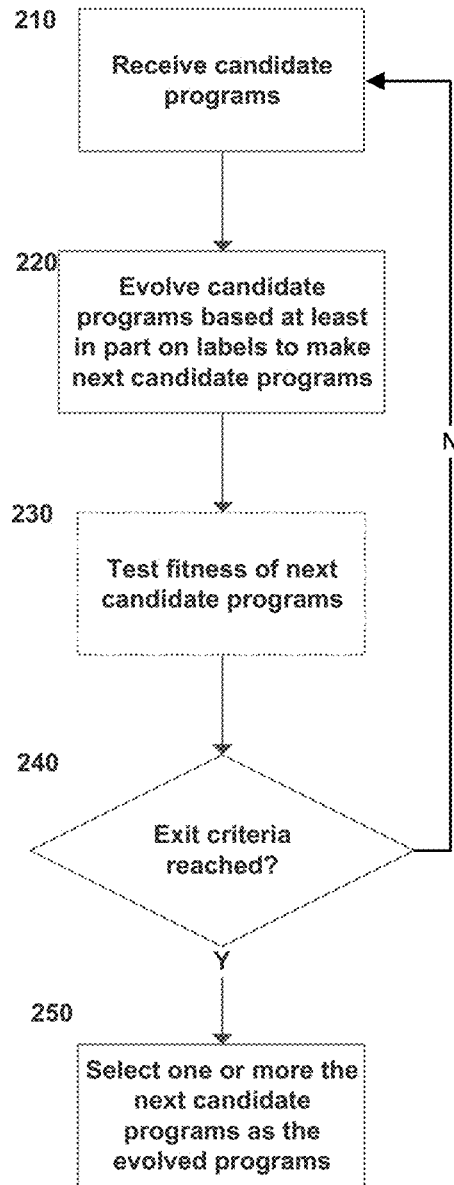 210
Receive candidate
programs
220
Evolve candidate
programs based at least
in part on labels to make
next candidate programs
N
230
Test fitness of next
candidate programs
240
Exit criteria
reached?
Y
250
Select one or more the
next candidate
programs as the
evolved programs